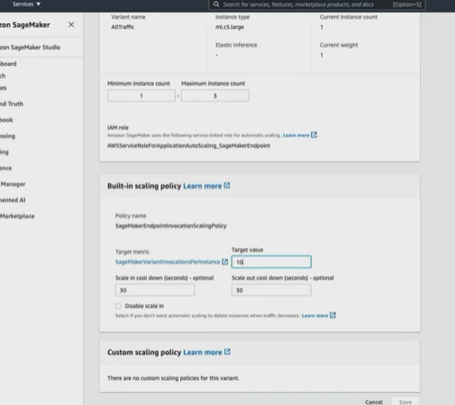 Services ▼
Search for services, features, marketplace products, and docs
[Option+S]
zon SageMaker
×
zon SageMaker Studio
board
ch
nd Truth
book
ssing
ing
ence
Manager
ented AI
Marketplace
Variant name
AllTraffic
Instance type
ml.c5.large
Current instance count
1
Elastic Inference
-
Current weight
1
Minimum instance count
Maximum instance count
1
-
3
IAM role
Amazon SageMaker uses the following service-linked role for automatic scaling. Learn more
AWSServiceRoleForApplicationAutoScaling_SageMakerEndpoint
Built-in scaling policy Learn more
Policy name
SageMakerEndpointInvocationScalingPolicy
Target metric
SageMakerVariantInvocationsPerInstance
Target value
10
Scale in cool down (seconds) - optional
30
Scale out cool down (seconds) - optional
30
Disable scale in
Select if you don't want automatic scaling to delete instances when traffic decreases. Learn more
Custom scaling policy Learn more
There are no custom scaling policies for this variant.
Cancel
Save